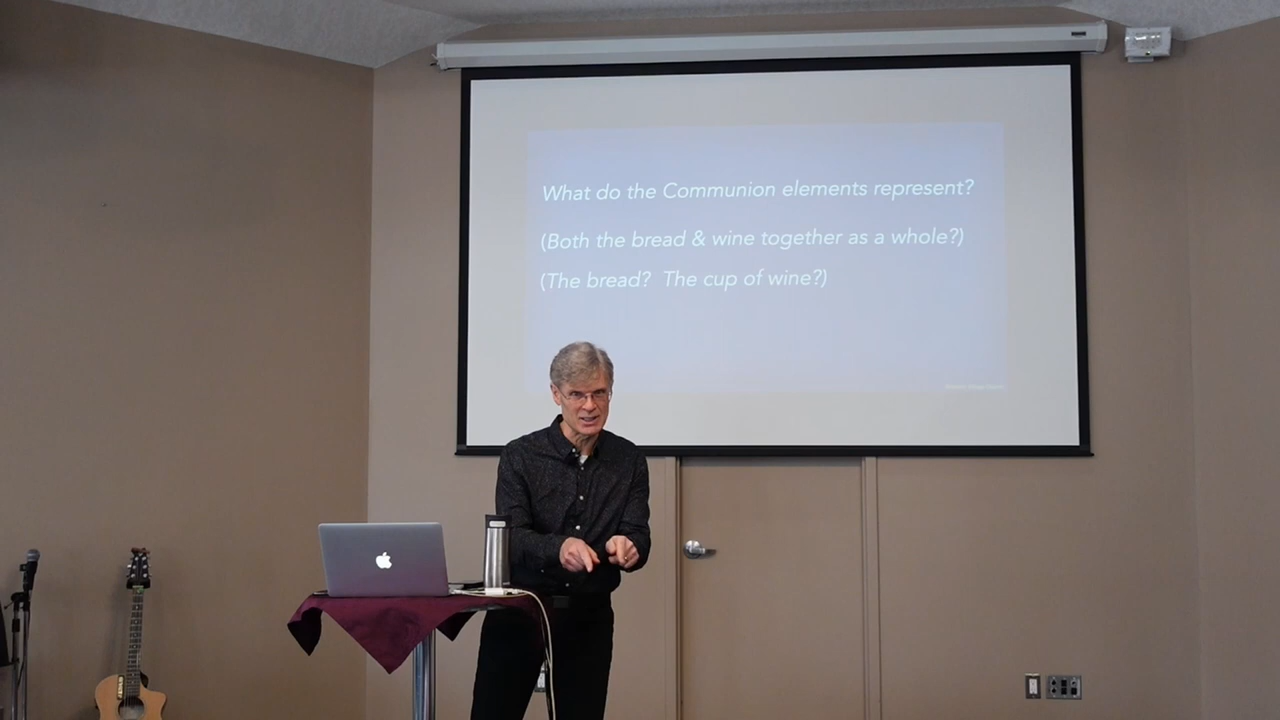 What do the Communion elements represent?
(Both the bread & wine together as a whole?)
(The bread?  The cup of wine?)